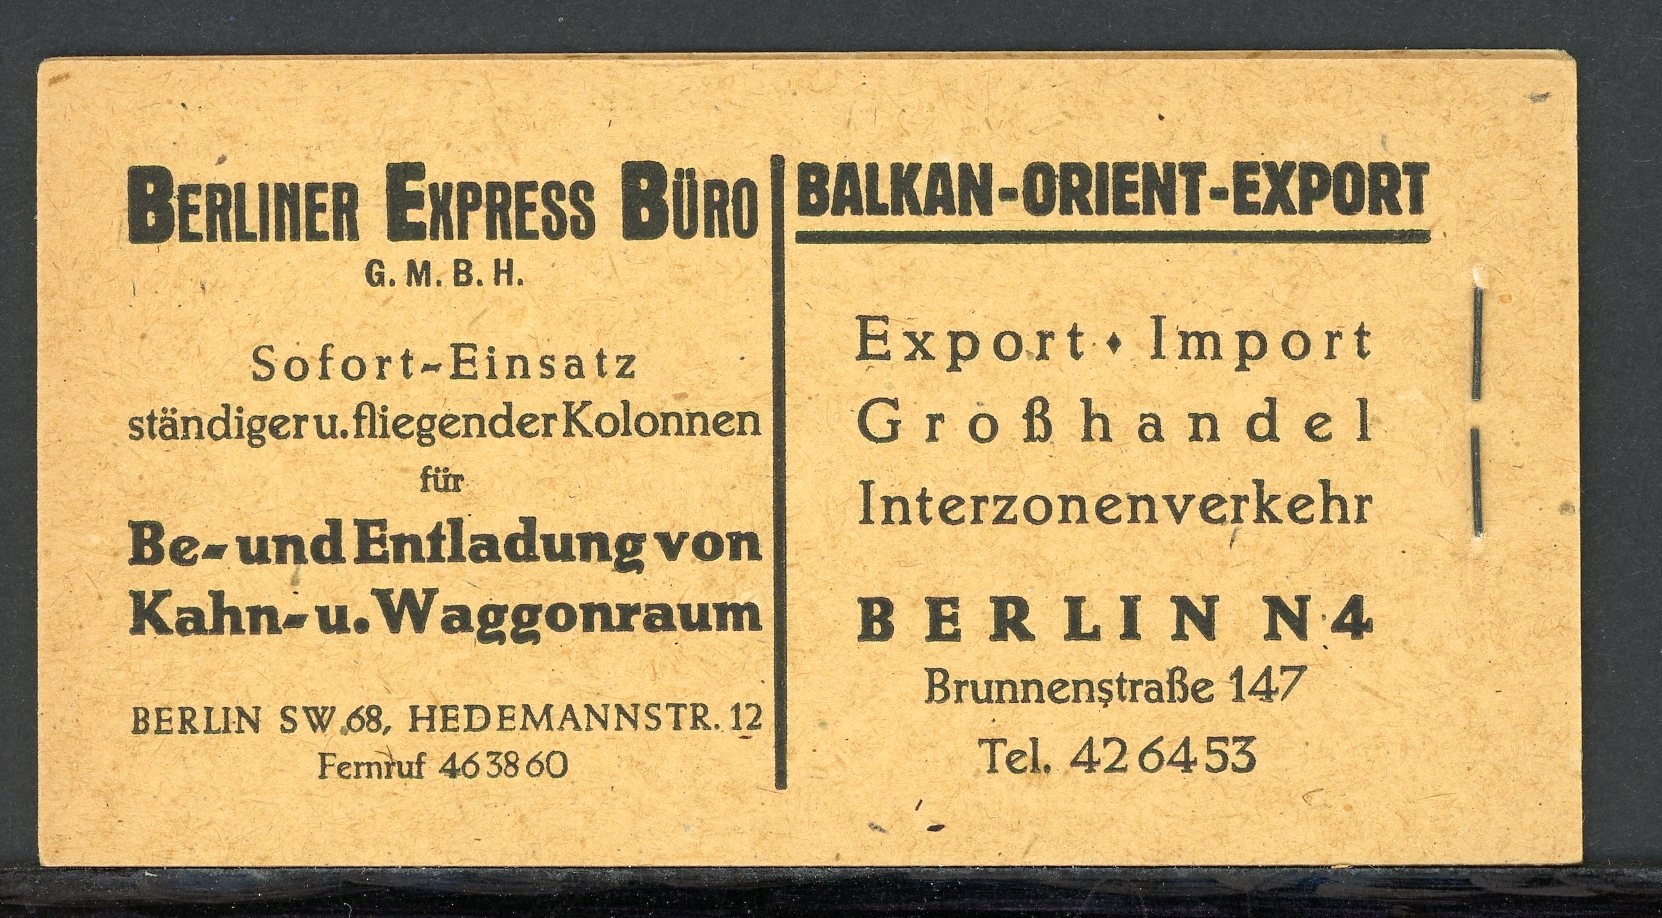 BERLINER EXPRESS BÜRO
G. M. B. H.
Sofort-Einsatz
ständiger u. fliegender Kolonnen
für
Be- und Entladung von
Kahn- u. Waggonraum
BERLIN SW 68, HEDEMANNSTR. 12
Fernruf 46 38 60
BALKAN-ORIENT-EXPORT
Export ♦ Import
Großhandel
Interzonenverkehr
BERLIN N 4
Brunnenstraße 147
Tel. 42 64 53